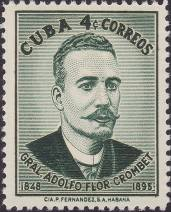 CUBA 4¢ CORREOS
GRAL. ADOLFO FLOR CROMBET
1848 1895
CIA. P. FERNANDEZ, S.A. HABANA